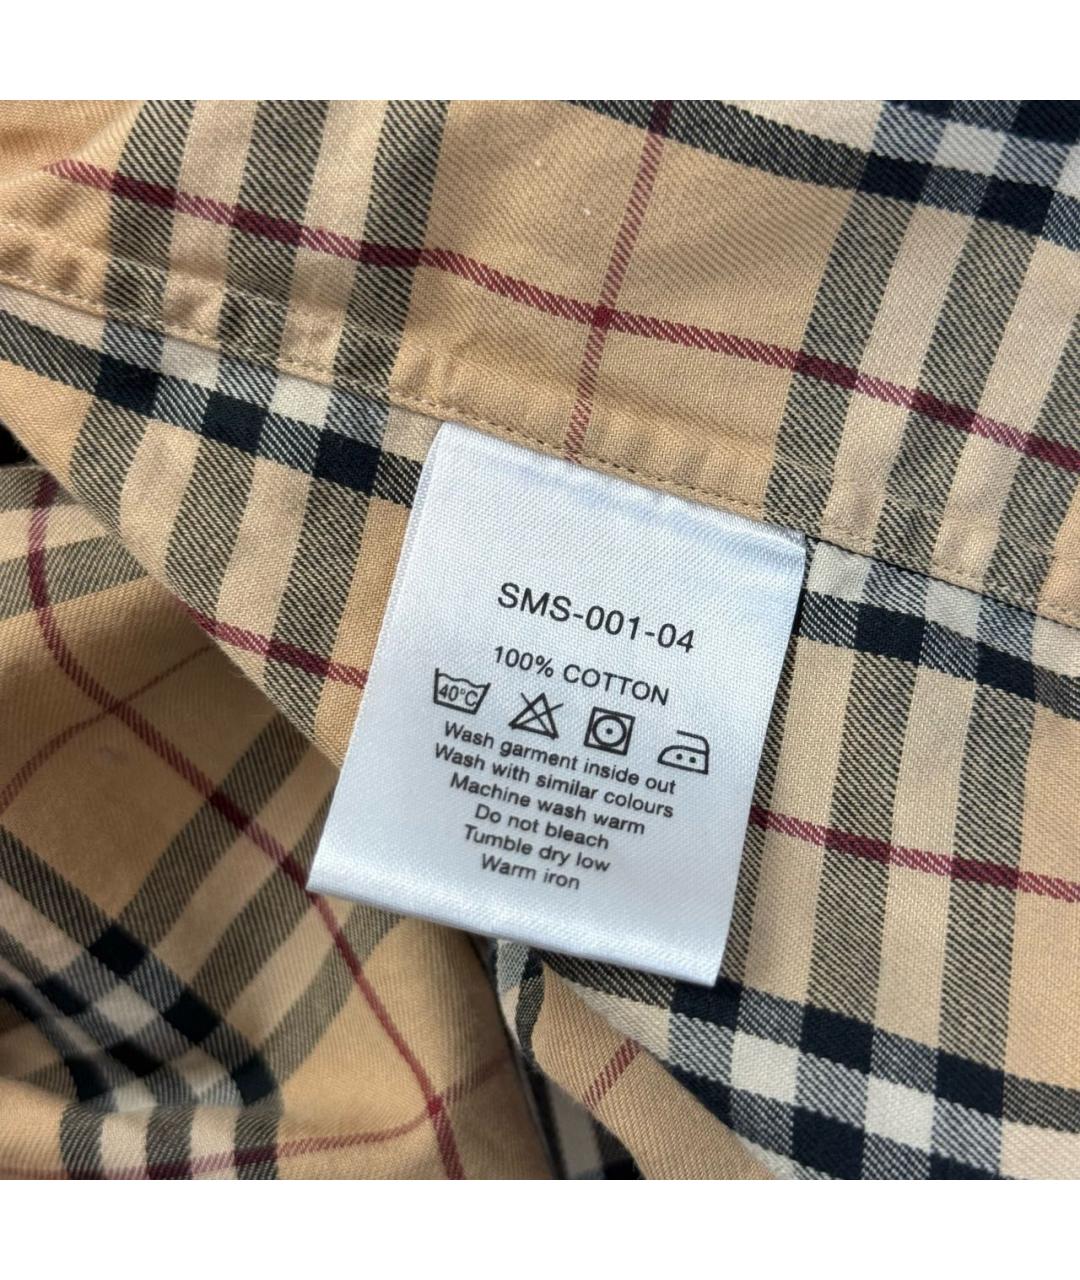 SMS-001-04
100% COTTON
40°C
Wash garment inside out
Wash with similar colours
Machine wash warm
Do not bleach
Tumble dry low
Warm iron